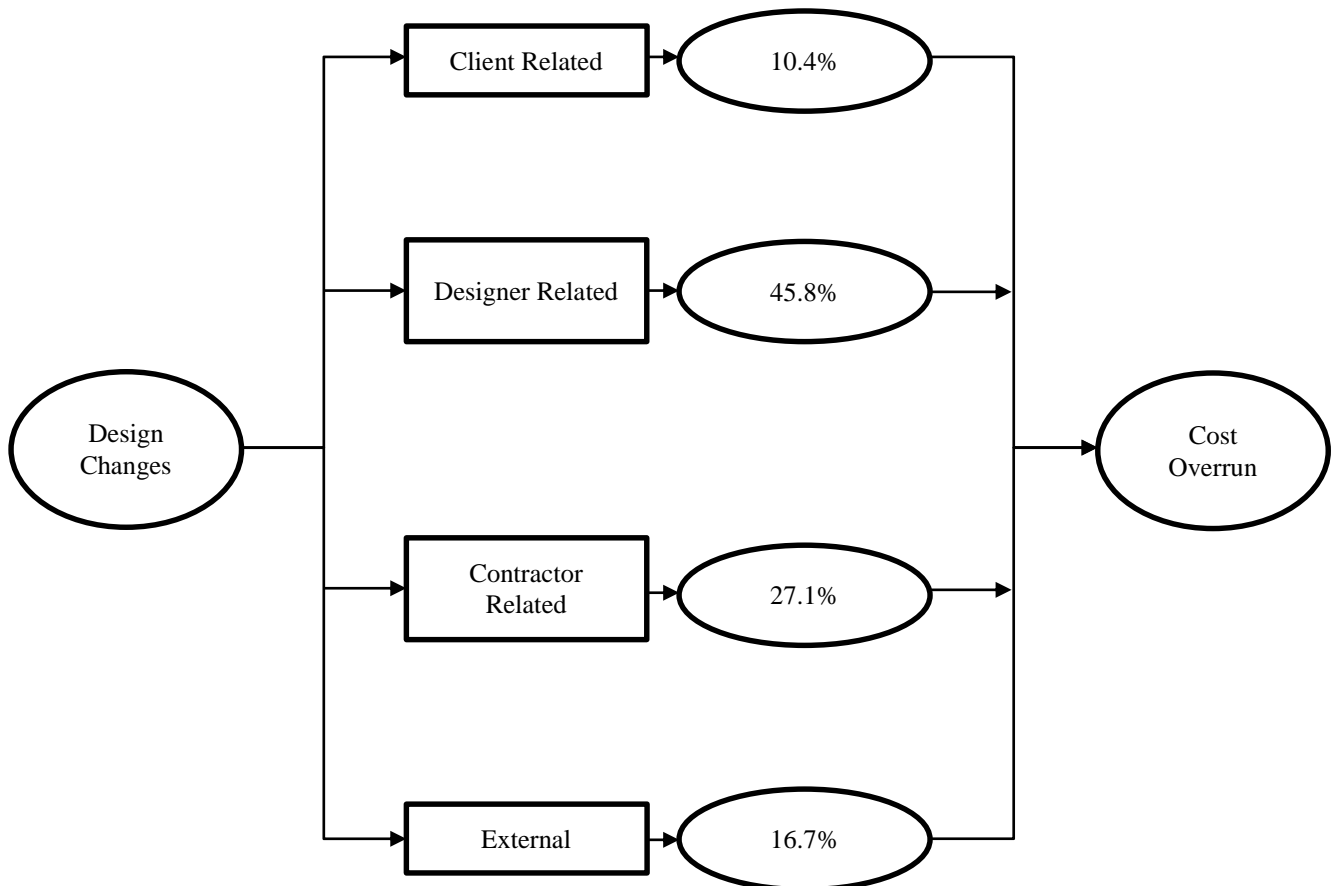 Client Related
10.4%
Designer Related
45.8%
Design
Changes
Cost
Overrun
Contractor
Related
27.1%
External
16.7%